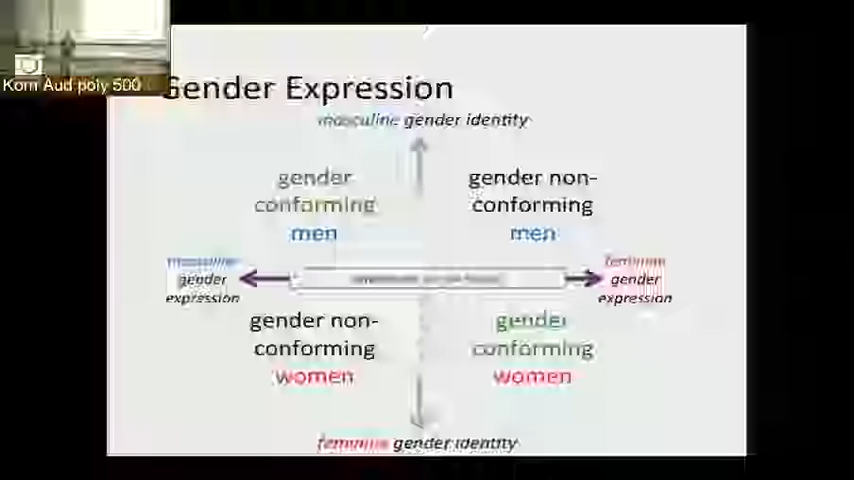 Kom Aud poly 500
Gender Expression
masculine gender identity
gender
conforming
men
gender non-
conforming
men
masculine
gender
expression
feminine
gender
expression
gender non-
conforming
women
gender
conforming
women
feminine gender identity